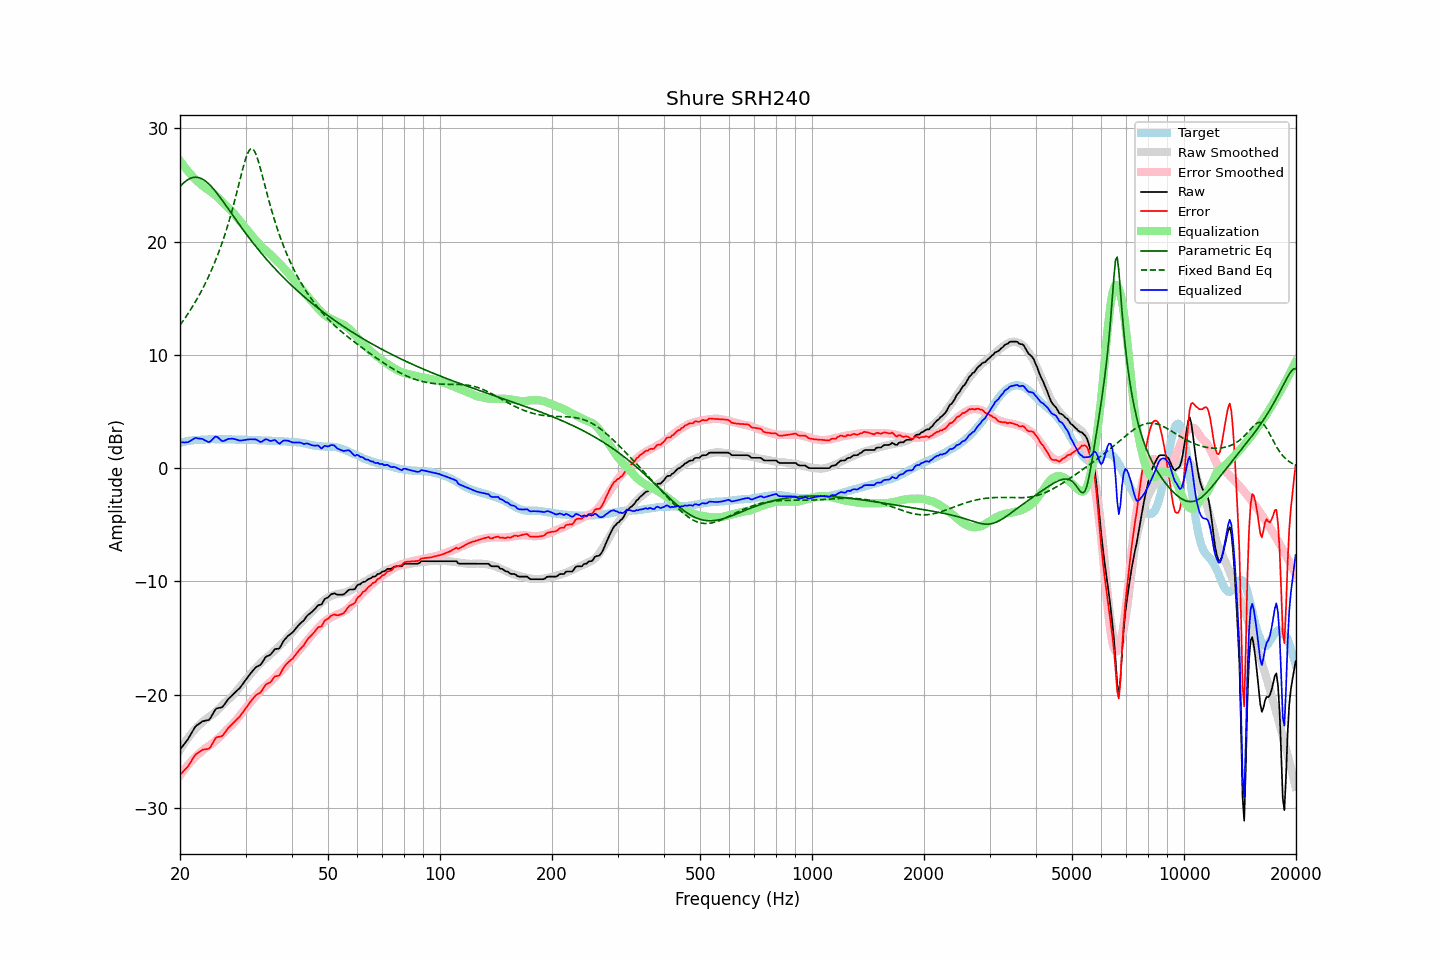 Shure SRH240
Amplitude (dBr)
30
20
10
0
−10
−20
−30
Target
Raw Smoothed
Error Smoothed
Raw
Error
Equalization
Parametric Eq
Fixed Band Eq
Equalized
20 50 100 200 500 1000 2000 5000 10000 20000
Frequency (Hz)